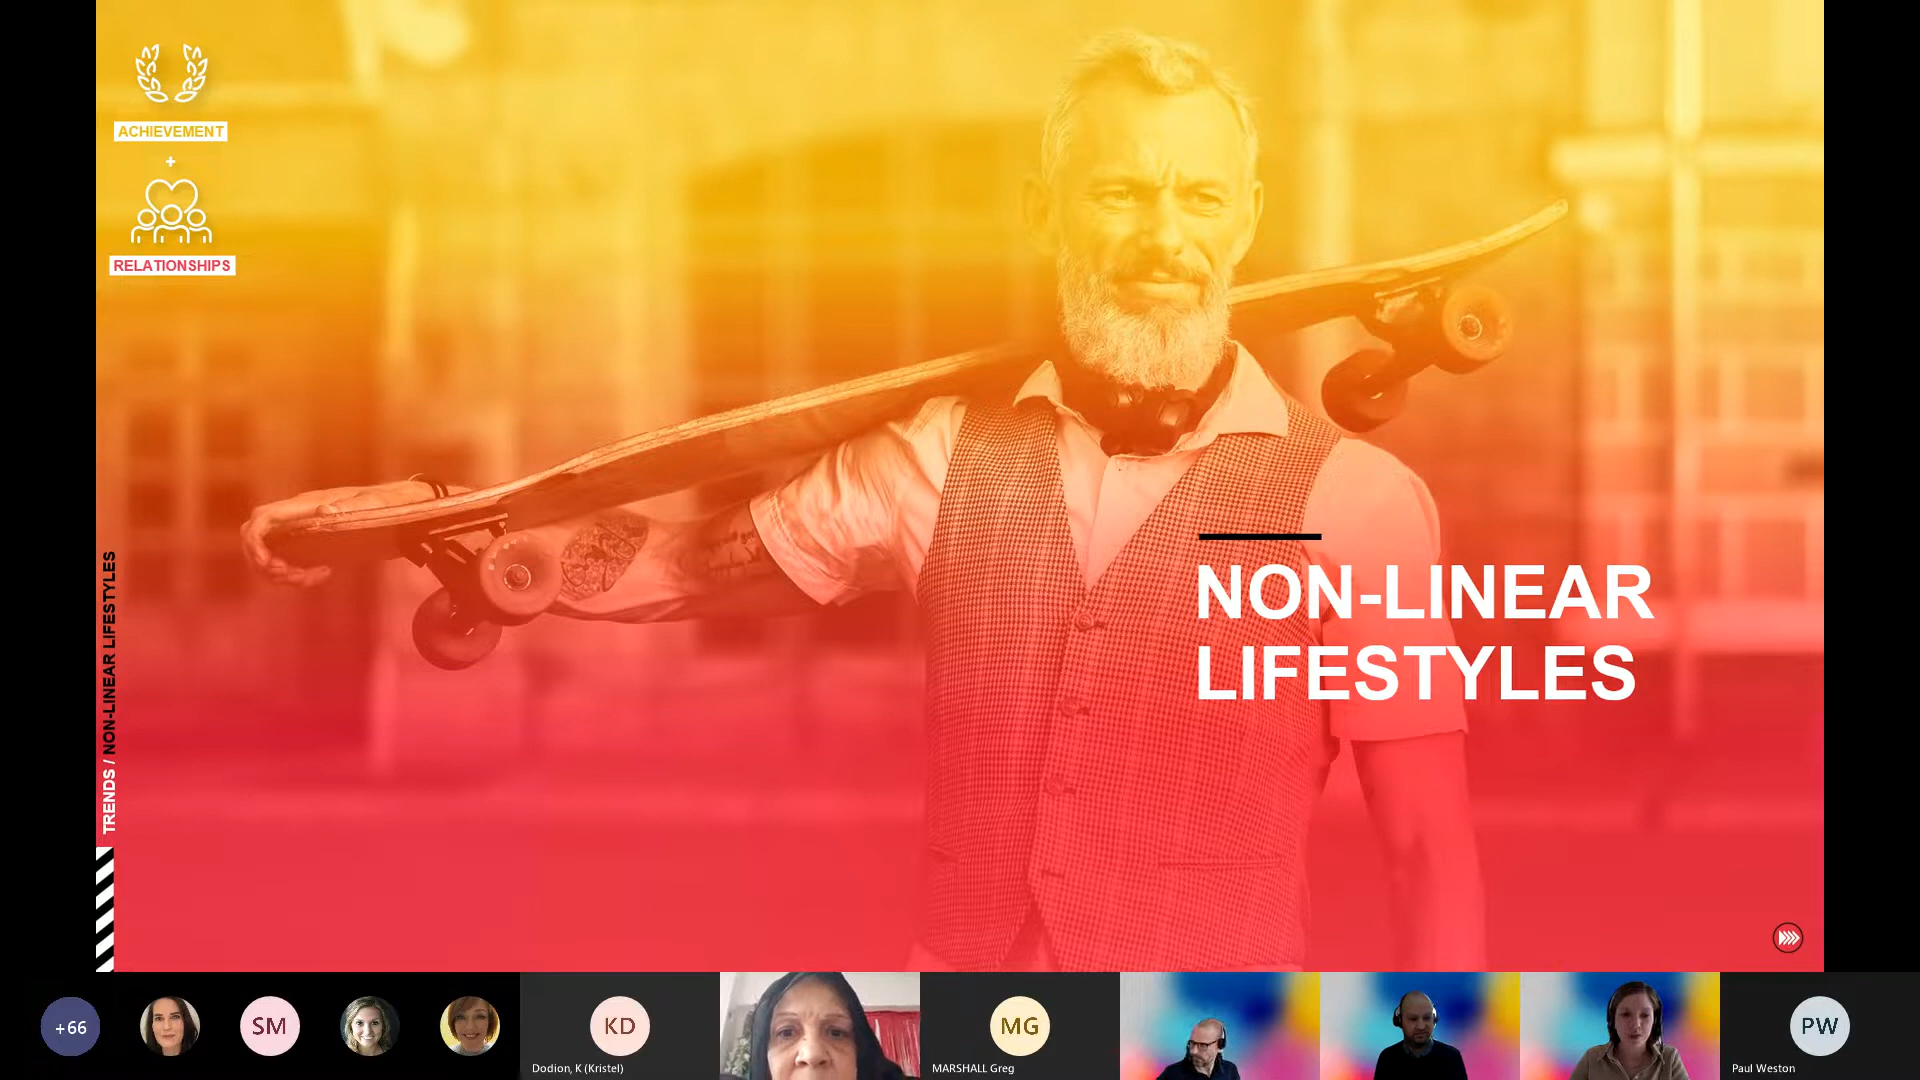 ACHIEVEMENT
+
RELATIONSHIPS
TRENDS / NON-LINEAR LIFESTYLES
NON-LINEAR
LIFESTYLES
+66
SM
KD
Dodion, K (Kristel)
MG
MARSHALL Greg
PW
Paul Weston